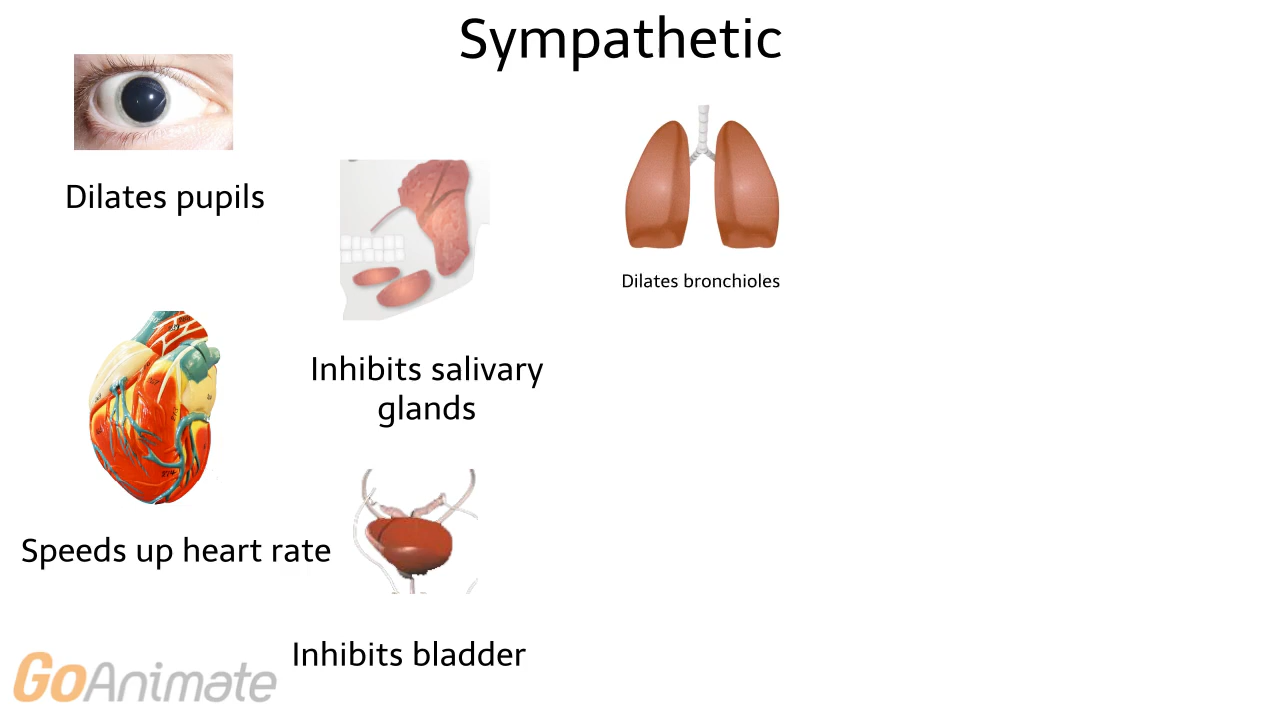 Sympathetic
Dilates pupils
Dilates bronchioles
Inhibits salivary
glands
Speeds up heart rate
Inhibits bladder
GoAnimate